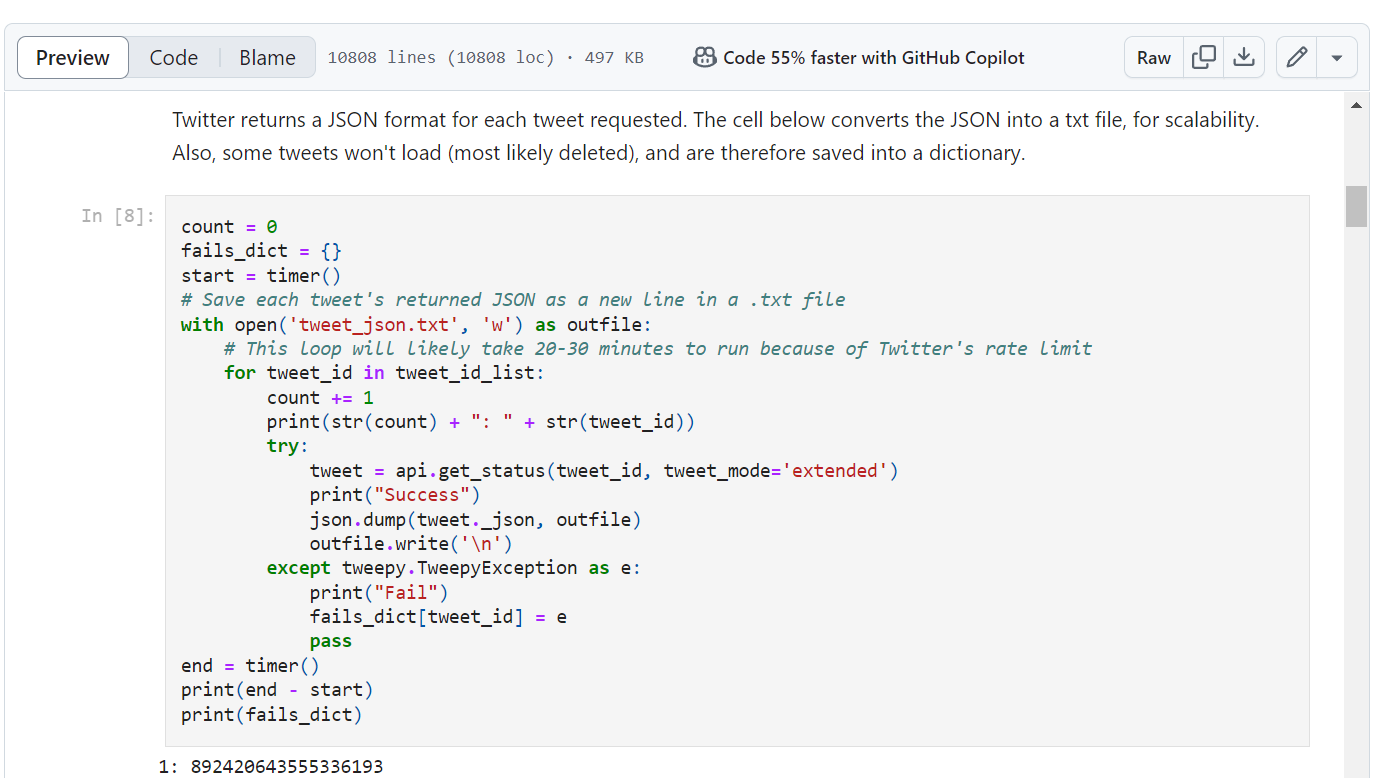 Preview Code Blame 10808 lines (10808 loc) · 497 KB Code 55% faster with GitHub Copilot Raw
Twitter returns a JSON format for each tweet requested. The cell below converts the JSON into a txt file, for scalability.
Also, some tweets won't load (most likely deleted), and are therefore saved into a dictionary.
In [8]:
count = 0
fails_dict = {}
start = timer()
# Save each tweet's returned JSON as a new line in a .txt file
with open('tweet_json.txt', 'w') as outfile:
    # This loop will likely take 20-30 minutes to run because of Twitter's rate limit
    for tweet_id in tweet_id_list:
        count += 1
        print(str(count) + ": " + str(tweet_id))
        try:
            tweet = api.get_status(tweet_id, tweet_mode='extended')
            print("Success")
            json.dump(tweet._json, outfile)
            outfile.write('\n')
        except tweepy.TweepyException as e:
            print("Fail")
            fails_dict[tweet_id] = e
            pass
end = timer()
print(end - start)
print(fails_dict)
1: 892420643555336193